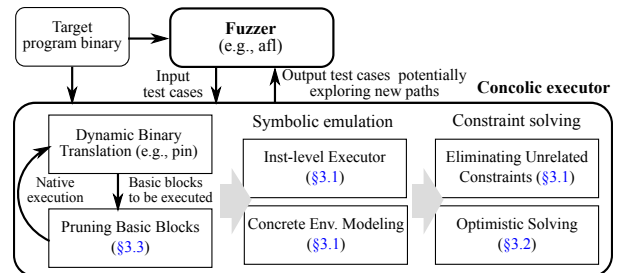 Target
program binary
Fuzzer
(e.g., afl)
Input
test cases
Output test cases potentially
exploring new paths
Concolic executor
Dynamic Binary
Translation (e.g., pin)
Native
execution
Basic blocks
to be executed
Pruning Basic Blocks
(§3.3)
Symbolic emulation
Inst-level Executor
(§3.1)
Concrete Env. Modeling
(§3.1)
Constraint solving
Eliminating Unrelated
Constraints (§3.1)
Optimistic Solving
(§3.2)